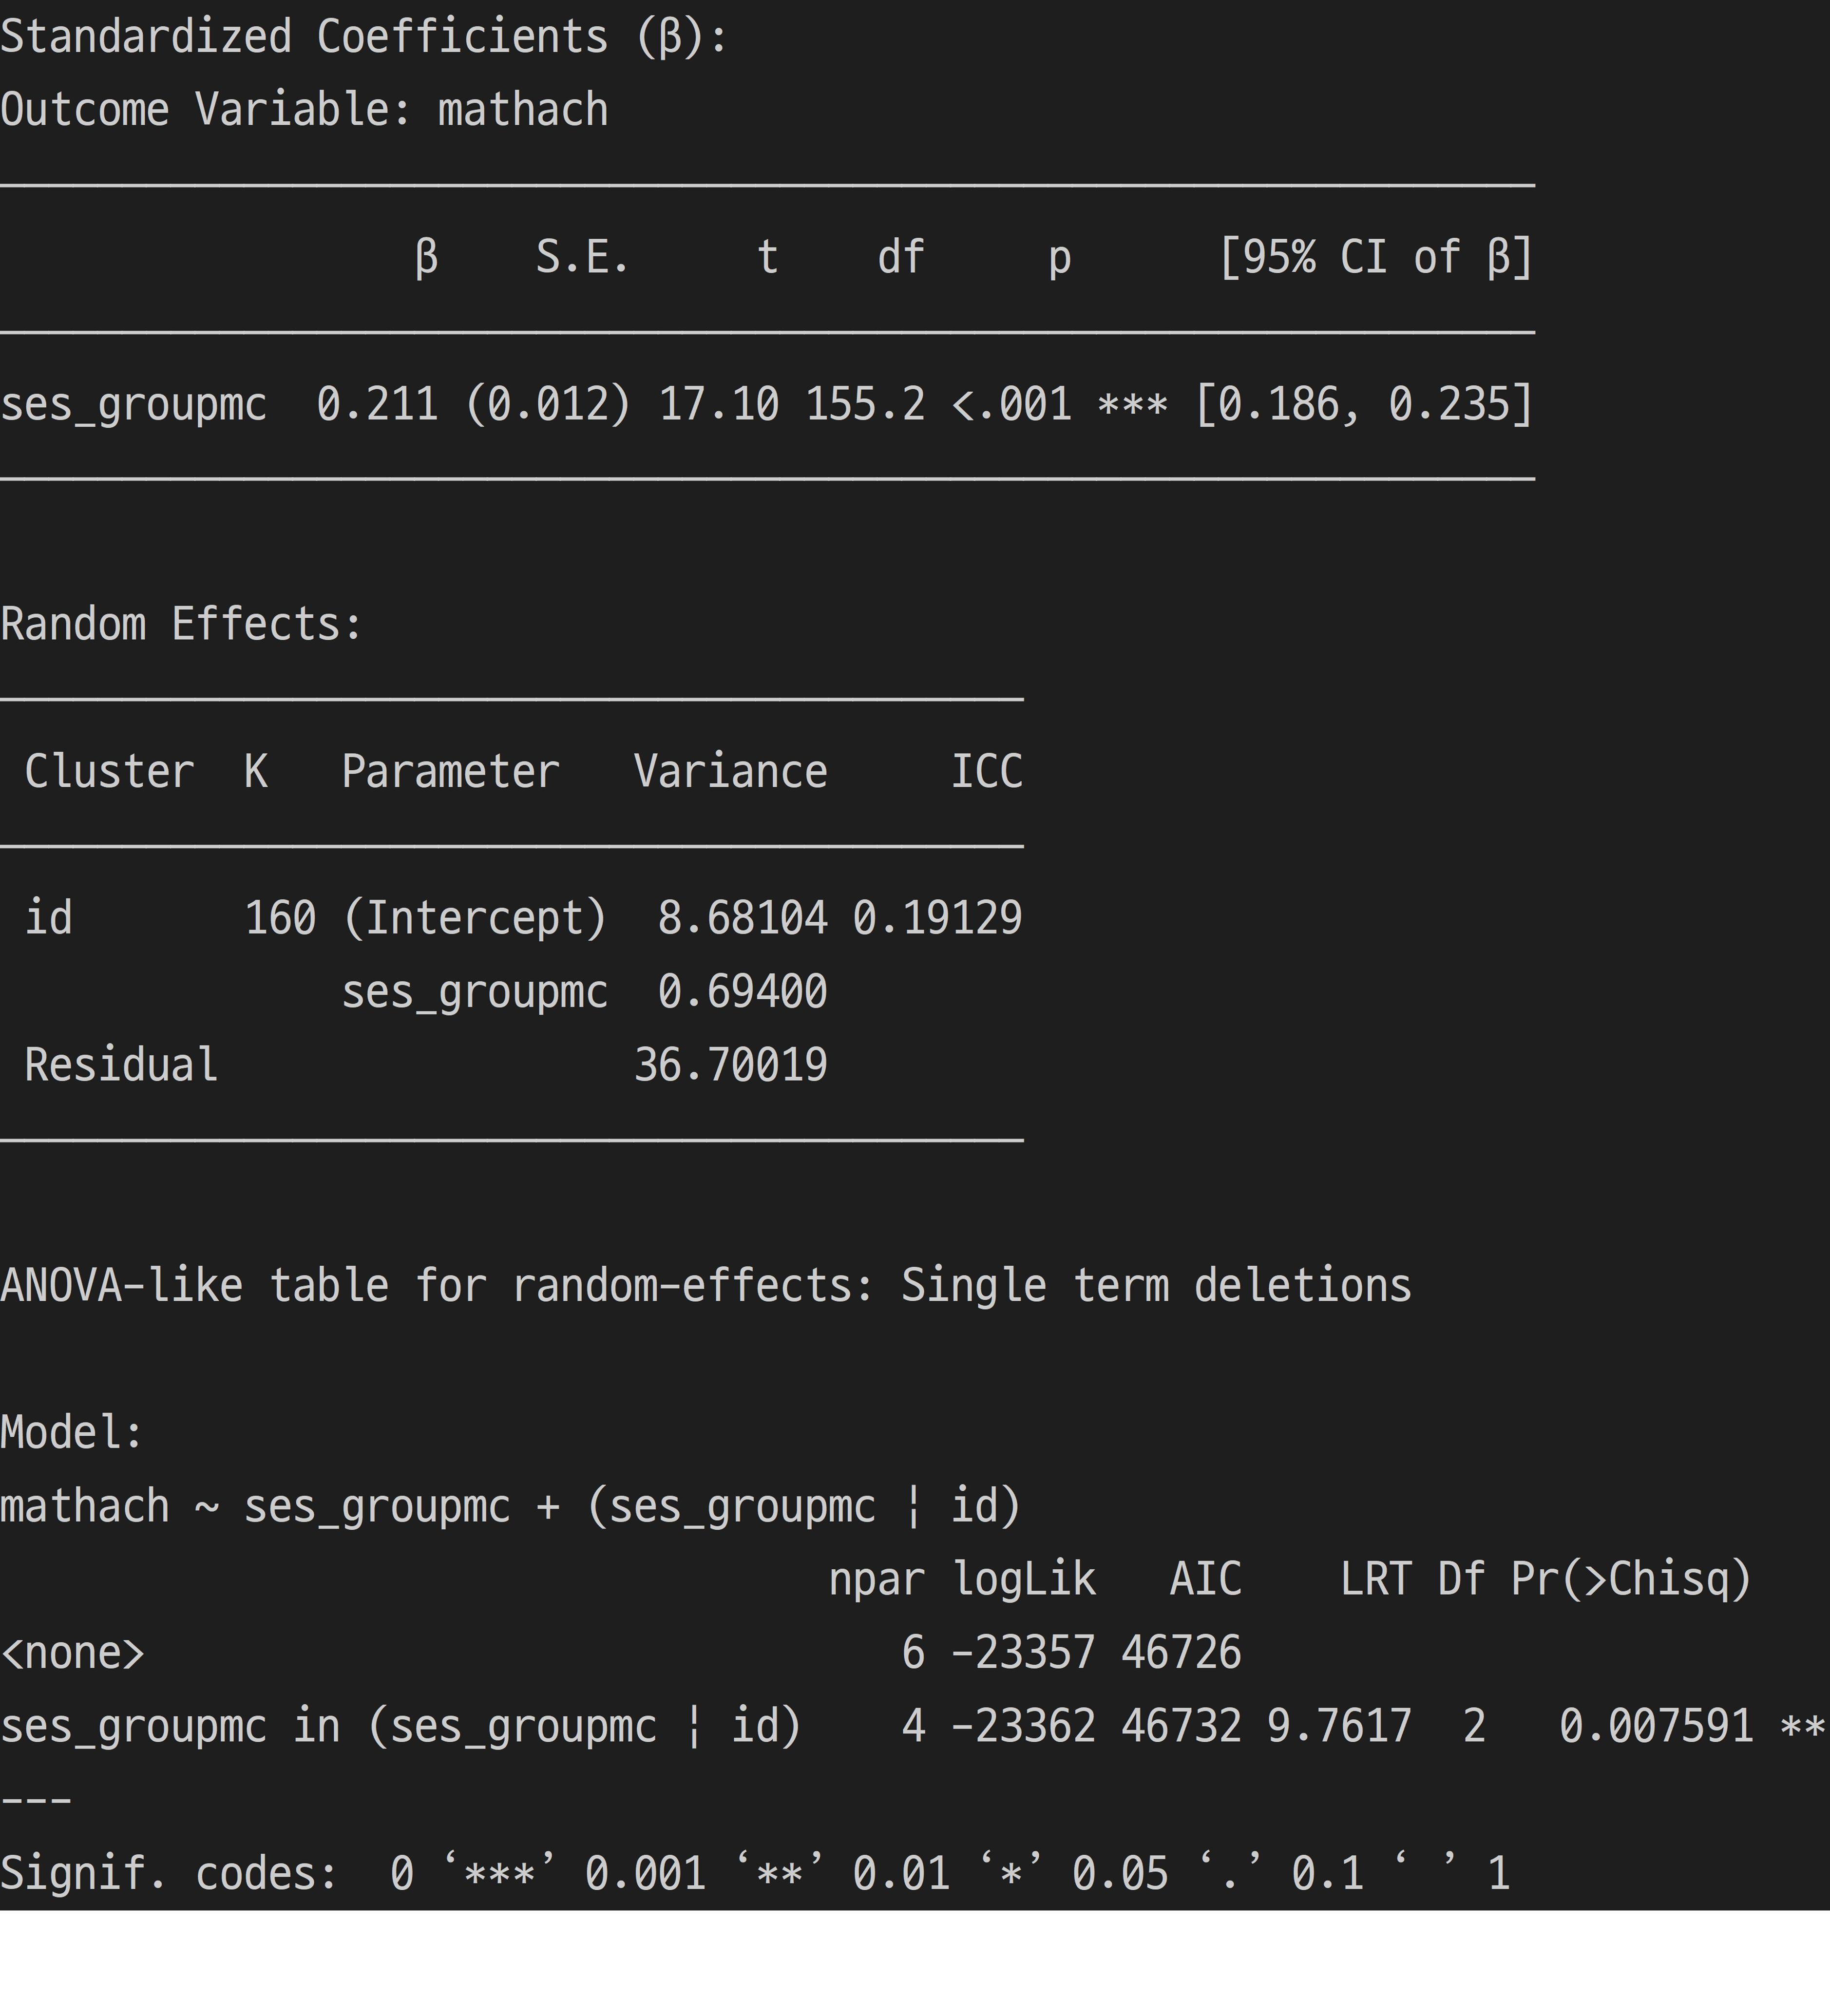 Standardized Coefficients (β):
Outcome Variable: mathach
───────────────────────────────────────────────────────────────
                 β    S.E.     t    df     p      [95% CI of β]
───────────────────────────────────────────────────────────────
ses_groupmc  0.211 (0.012) 17.10 155.2 <.001 *** [0.186, 0.235]
───────────────────────────────────────────────────────────────
Random Effects:
──────────────────────────────────────────
 Cluster  K   Parameter   Variance     ICC
──────────────────────────────────────────
 id       160 (Intercept)  8.68104 0.19129
              ses_groupmc  0.69400
 Residual                 36.70019
──────────────────────────────────────────
ANOVA-like table for random-effects: Single term deletions
Model:
mathach ~ ses_groupmc + (ses_groupmc ¦ id)
                                  npar logLik   AIC    LRT Df Pr(>Chisq)
<none>                               6 -23357 46726
ses_groupmc in (ses_groupmc ¦ id)    4 -23362 46732 9.7617  2   0.007591 **
---
Signif. codes:  0 ‘***’ 0.001 ‘**’ 0.01 ‘*’ 0.05 ‘.’ 0.1 ‘ ’ 1